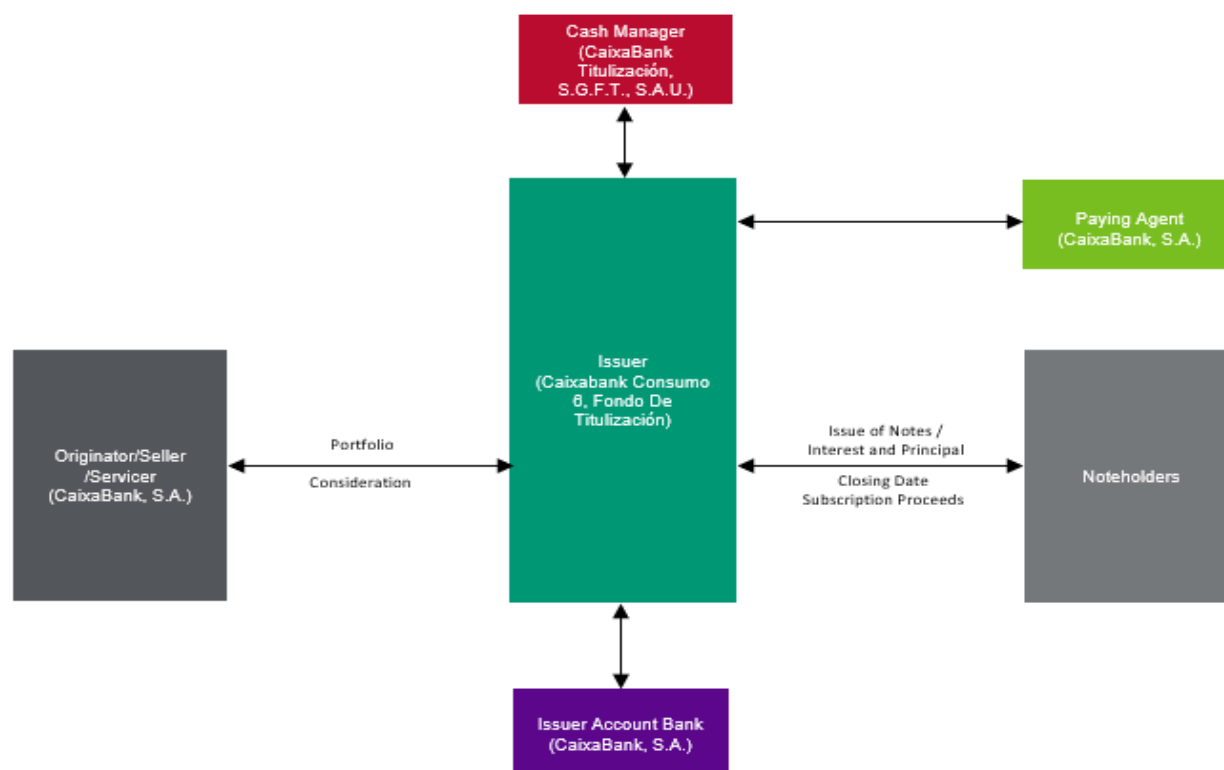 Cash Manager
(CaixaBank
Titulización,
S.G.F.T., S.A.U.)
Paying Agent
(CaixaBank, S.A.)
Issuer
(Caixabank Consumo
6, Fondo De
Titulización)
Originator/Seller
/Servicer
(CaixaBank, S.A.)
Portfolio
Consideration
Issue of Notes /
Interest and Principal
Closing Date
Subscription Proceeds
Noteholders
Issuer Account Bank
(CaixaBank, S.A.)